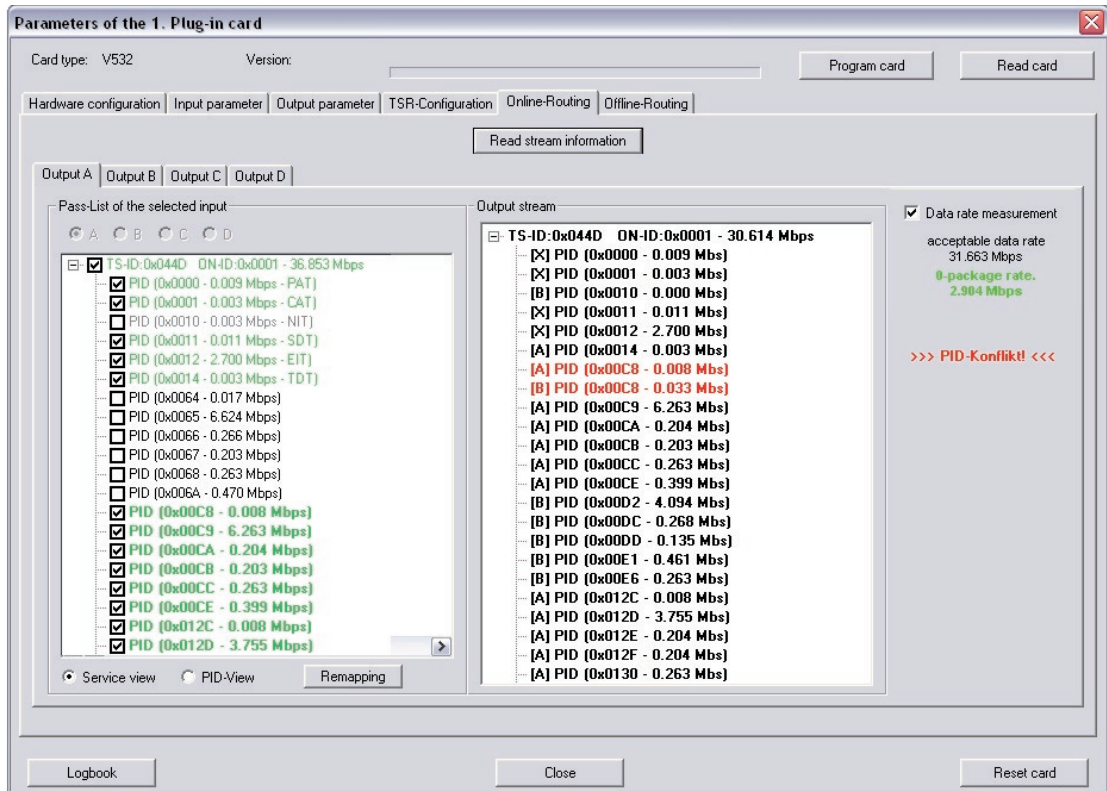 Parameters of the 1. Plug-in card
Card type: V532 Version:
Program card
Read card
Hardware configuration
Input parameter
Output parameter
TSR-Configuration
Online-Routing
Offline-Routing
Read stream information
Output A
Output B
Output C
Output D
Pass-List of the selected input
A B C D
TS-ID:0x044D ON-ID:0x0001 - 36.853 Mbps
PID (0x0000 - 0.009 Mbps - PAT)
PID (0x0001 - 0.003 Mbps - CAT)
PID (0x0010 - 0.003 Mbps - NIT)
PID (0x0011 - 0.011 Mbps - SDT)
PID (0x0012 - 2.700 Mbps - EIT)
PID (0x0014 - 0.003 Mbps - TDT)
PID (0x0064 - 0.017 Mbps)
PID (0x0065 - 6.624 Mbps)
PID (0x0066 - 0.266 Mbps)
PID (0x0067 - 0.203 Mbps)
PID (0x0068 - 0.263 Mbps)
PID (0x006A - 0.470 Mbps)
PID (0x00C8 - 0.008 Mbps)
PID (0x00C9 - 6.263 Mbps)
PID (0x00CA - 0.204 Mbps)
PID (0x00CB - 0.203 Mbps)
PID (0x00CC - 0.263 Mbps)
PID (0x00CE - 0.399 Mbps)
PID (0x012C - 0.008 Mbps)
PID (0x012D - 3.755 Mbps)
Service view
PID-View
Remapping
Output stream
TS-ID:0x044D ON-ID:0x0001 - 30.614 Mbps
[X] PID (0x0000 - 0.009 Mbs)
[X] PID (0x0001 - 0.003 Mbs)
[B] PID (0x0010 - 0.000 Mbs)
[X] PID (0x0011 - 0.011 Mbs)
[X] PID (0x0012 - 2.700 Mbs)
[A] PID (0x0014 - 0.003 Mbs)
[A] PID (0x00C8 - 0.008 Mbs)
[B] PID (0x00C8 - 0.033 Mbs)
[A] PID (0x00C9 - 6.263 Mbs)
[A] PID (0x00CA - 0.204 Mbs)
[A] PID (0x00CB - 0.203 Mbs)
[A] PID (0x00CC - 0.263 Mbs)
[A] PID (0x00CE - 0.399 Mbs)
[B] PID (0x00D2 - 4.094 Mbs)
[B] PID (0x00DC - 0.268 Mbs)
[B] PID (0x00DD - 0.135 Mbs)
[B] PID (0x00E1 - 0.461 Mbs)
[B] PID (0x00E6 - 0.263 Mbs)
[A] PID (0x012C - 0.008 Mbs)
[A] PID (0x012D - 3.755 Mbs)
[A] PID (0x012E - 0.204 Mbs)
[A] PID (0x012F - 0.204 Mbs)
[A] PID (0x0130 - 0.263 Mbs)
Data rate measurement
acceptable data rate
31.663 Mbps
0-package rate.
2.904 Mbps
>>> PID-Konflikt! <<<
Logbook
Close
Reset card